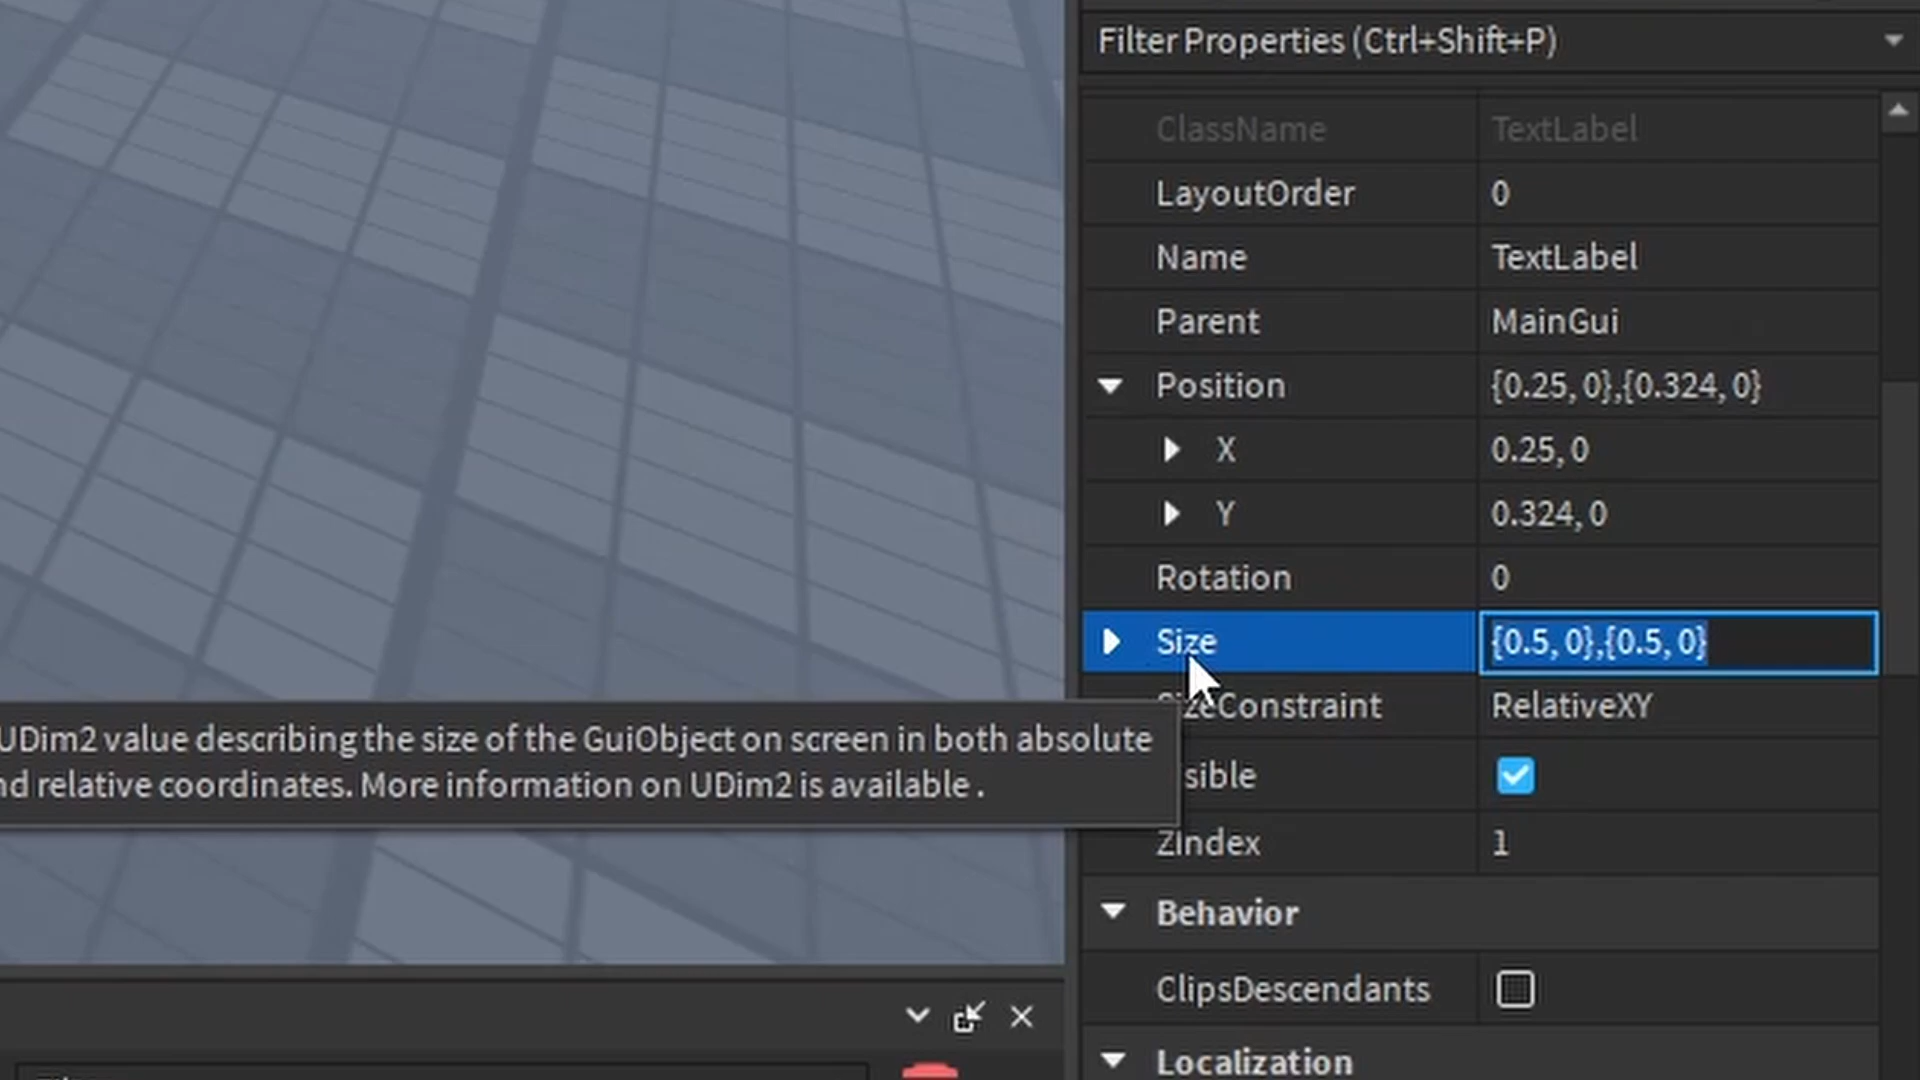 Filter Properties (Ctrl+Shift+P)
ClassName TextLabel
LayoutOrder 0
Name TextLabel
Parent MainGui
Position {0.25, 0},{0.324, 0}
X 0.25, 0
Y 0.324, 0
Rotation 0
Size {0.5, 0},{0.5, 0}
SizeConstraint RelativeXY
UDim2 value describing the size of the GuiObject on screen in both absolute
nd relative coordinates. More information on UDim2 is available .
sible
ZIndex 1
Behavior
ClipsDescendants
Localization